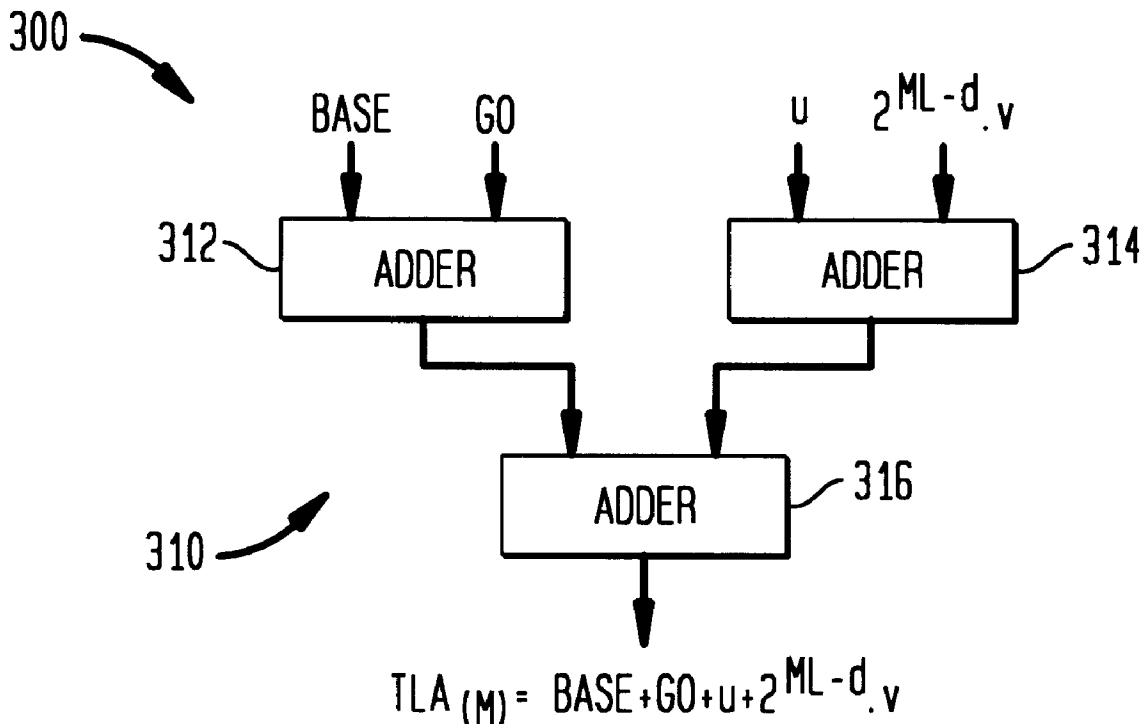 300
BASE GO u 2^ML-d.v
312 ADDER ADDER 314
ADDER 316
310
TLA (M) = BASE+GO+u+2^ML-d.v